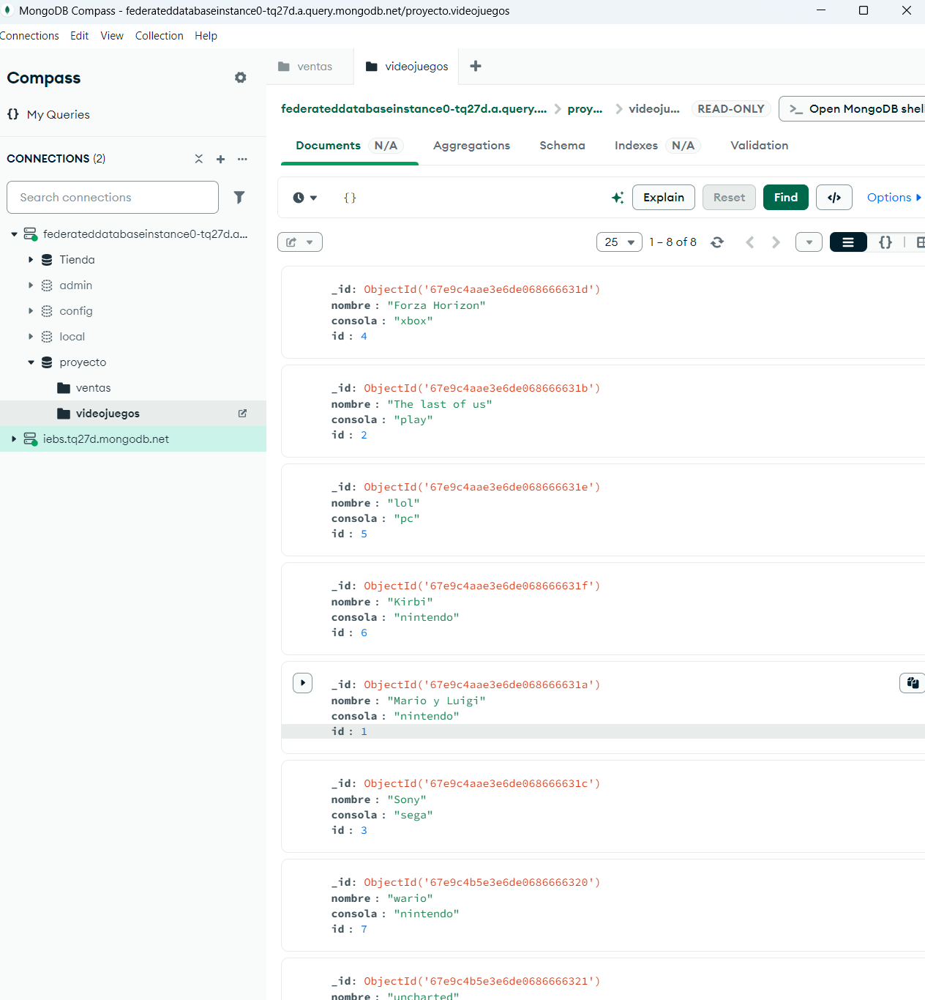 MongoDB Compass - federateddatabaseinstance0-tq27d.a.query.mongodb.net/proyecto.videojuegos
Connections Edit View Collection Help
Compass
{} My Queries
CONNECTIONS (2)
Search connections
federateddatabaseinstance0-tq27d.a...
Tienda
admin
config
local
proyecto
ventas
videojuegos
iebs.tq27d.mongodb.net
ventas
videojuegos
federateddatabaseinstance0-tq27d.a.query.... proy... videoju... READ-ONLY >_ Open MongoDB shell
Documents N/A Aggregations Schema Indexes N/A Validation
{} Explain Reset Find </> Options
25 1 – 8 of 8 {}
_id: ObjectId('67e9c4aae3e6de068666631d')
nombre : "Forza Horizon"
consola : "xbox"
id : 4
_id: ObjectId('67e9c4aae3e6de068666631b')
nombre : "The last of us"
consola : "play"
id : 2
_id: ObjectId('67e9c4aae3e6de068666631e')
nombre : "lol"
consola : "pc"
id : 5
_id: ObjectId('67e9c4aae3e6de068666631f')
nombre : "Kirbi"
consola : "nintendo"
id : 6
_id: ObjectId('67e9c4aae3e6de068666631a')
nombre : "Mario y Luigi"
consola : "nintendo"
id : 1
_id: ObjectId('67e9c4aae3e6de068666631c')
nombre : "Sony"
consola : "sega"
id : 3
_id: ObjectId('67e9c4b5e3e6de0686666320')
nombre : "wario"
consola : "nintendo"
id : 7
_id: ObjectId('67e9c4b5e3e6de0686666321')
nombre : "uncharted"